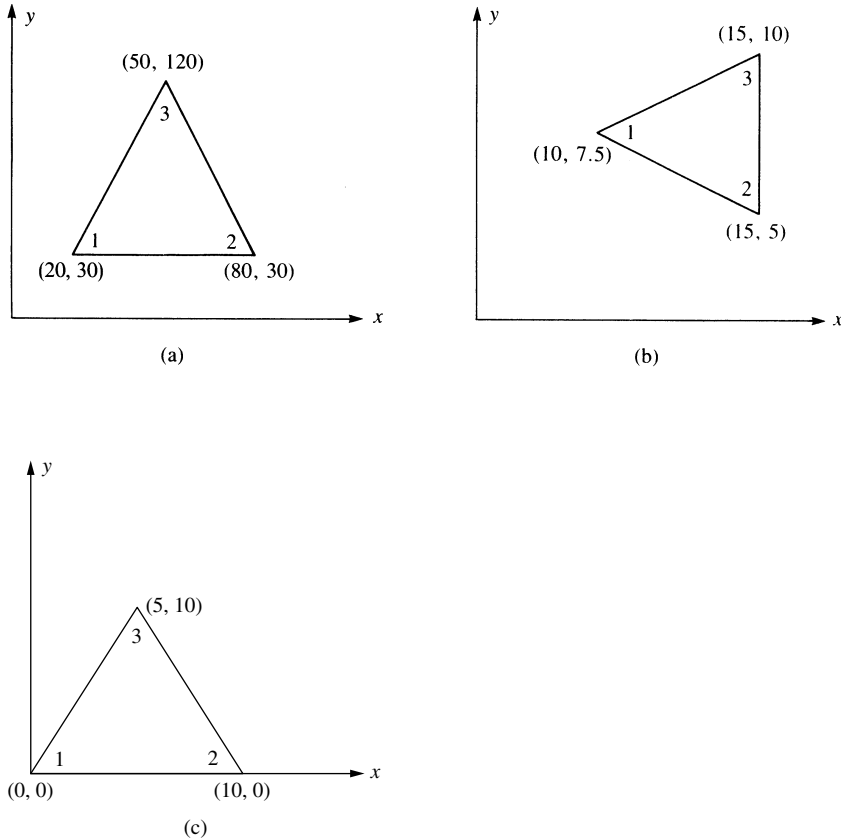 y
(50, 120)
3
1 2
(20, 30) (80, 30)
x
(a)
y
(15, 10)
3
1
(10, 7.5)
2
(15, 5)
x
(b)
y
(5, 10)
3
1 2
x
(0, 0) (10, 0)
(c)